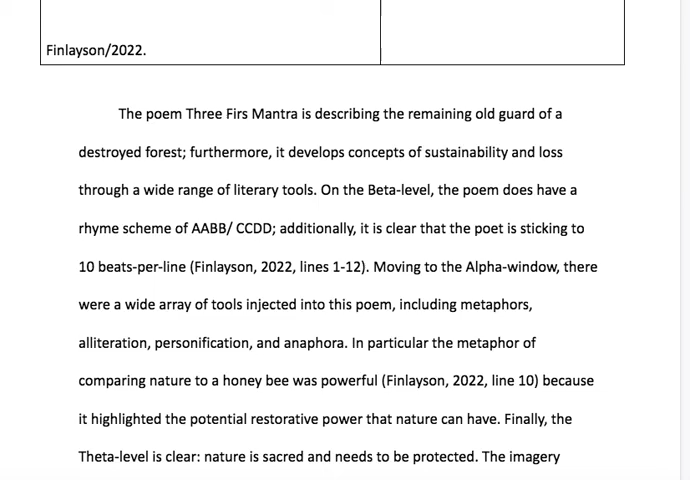 Finlayson/2022.
The poem Three Firs Mantra is describing the remaining old guard of a
destroyed forest; furthermore, it develops concepts of sustainability and loss
through a wide range of literary tools. On the Beta-level, the poem does have a
rhyme scheme of AABB/ CCDD; additionally, it is clear that the poet is sticking to
10 beats-per-line (Finlayson, 2022, lines 1-12). Moving to the Alpha-window, there
were a wide array of tools injected into this poem, including metaphors,
alliteration, personification, and anaphora. In particular the metaphor of
comparing nature to a honey bee was powerful (Finlayson, 2022, line 10) because
it highlighted the potential restorative power that nature can have. Finally, the
Theta-level is clear: nature is sacred and needs to be protected. The imagery